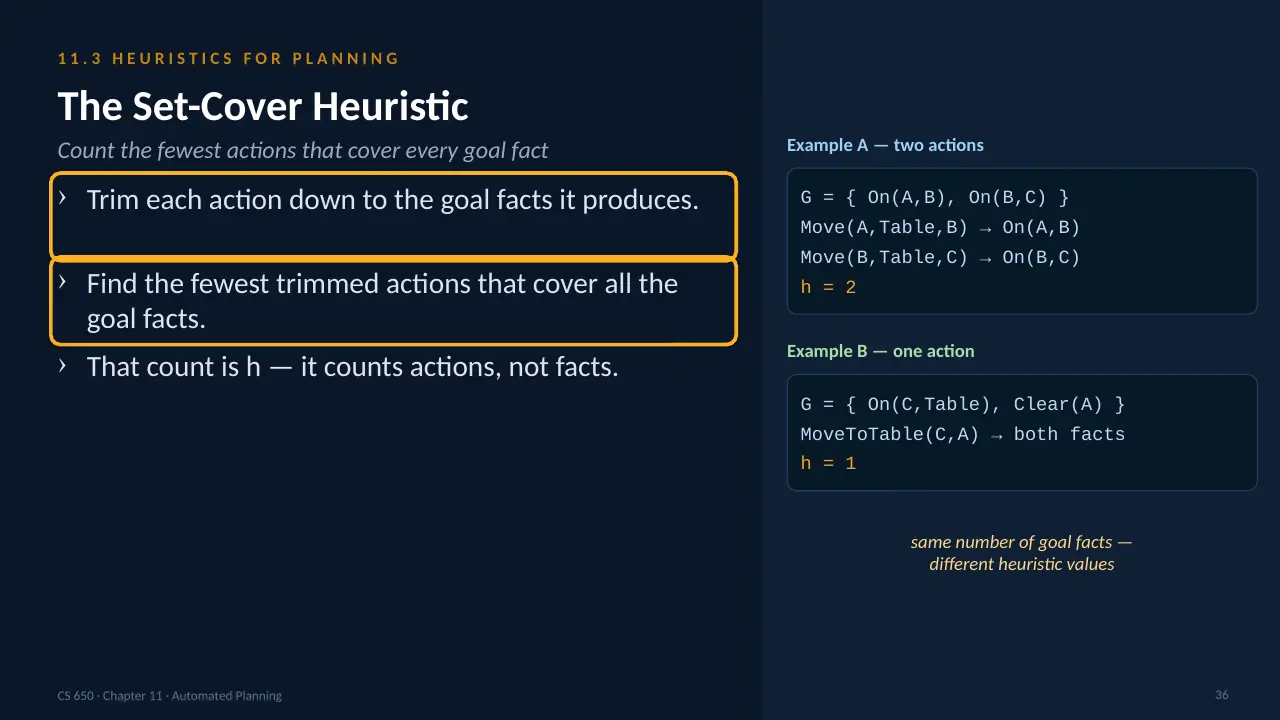 11.3 HEURISTICS FOR PLANNING
The Set-Cover Heuristic
Count the fewest actions that cover every goal fact
› Trim each action down to the goal facts it produces.
› Find the fewest trimmed actions that cover all the
goal facts.
› That count is h — it counts actions, not facts.
Example A — two actions
G = { On(A,B), On(B,C) }
Move(A,Table,B) → On(A,B)
Move(B,Table,C) → On(B,C)
h = 2
Example B — one action
G = { On(C,Table), Clear(A) }
MoveToTable(C,A) → both facts
h = 1
same number of goal facts —
different heuristic values
CS 650 · Chapter 11 · Automated Planning
36